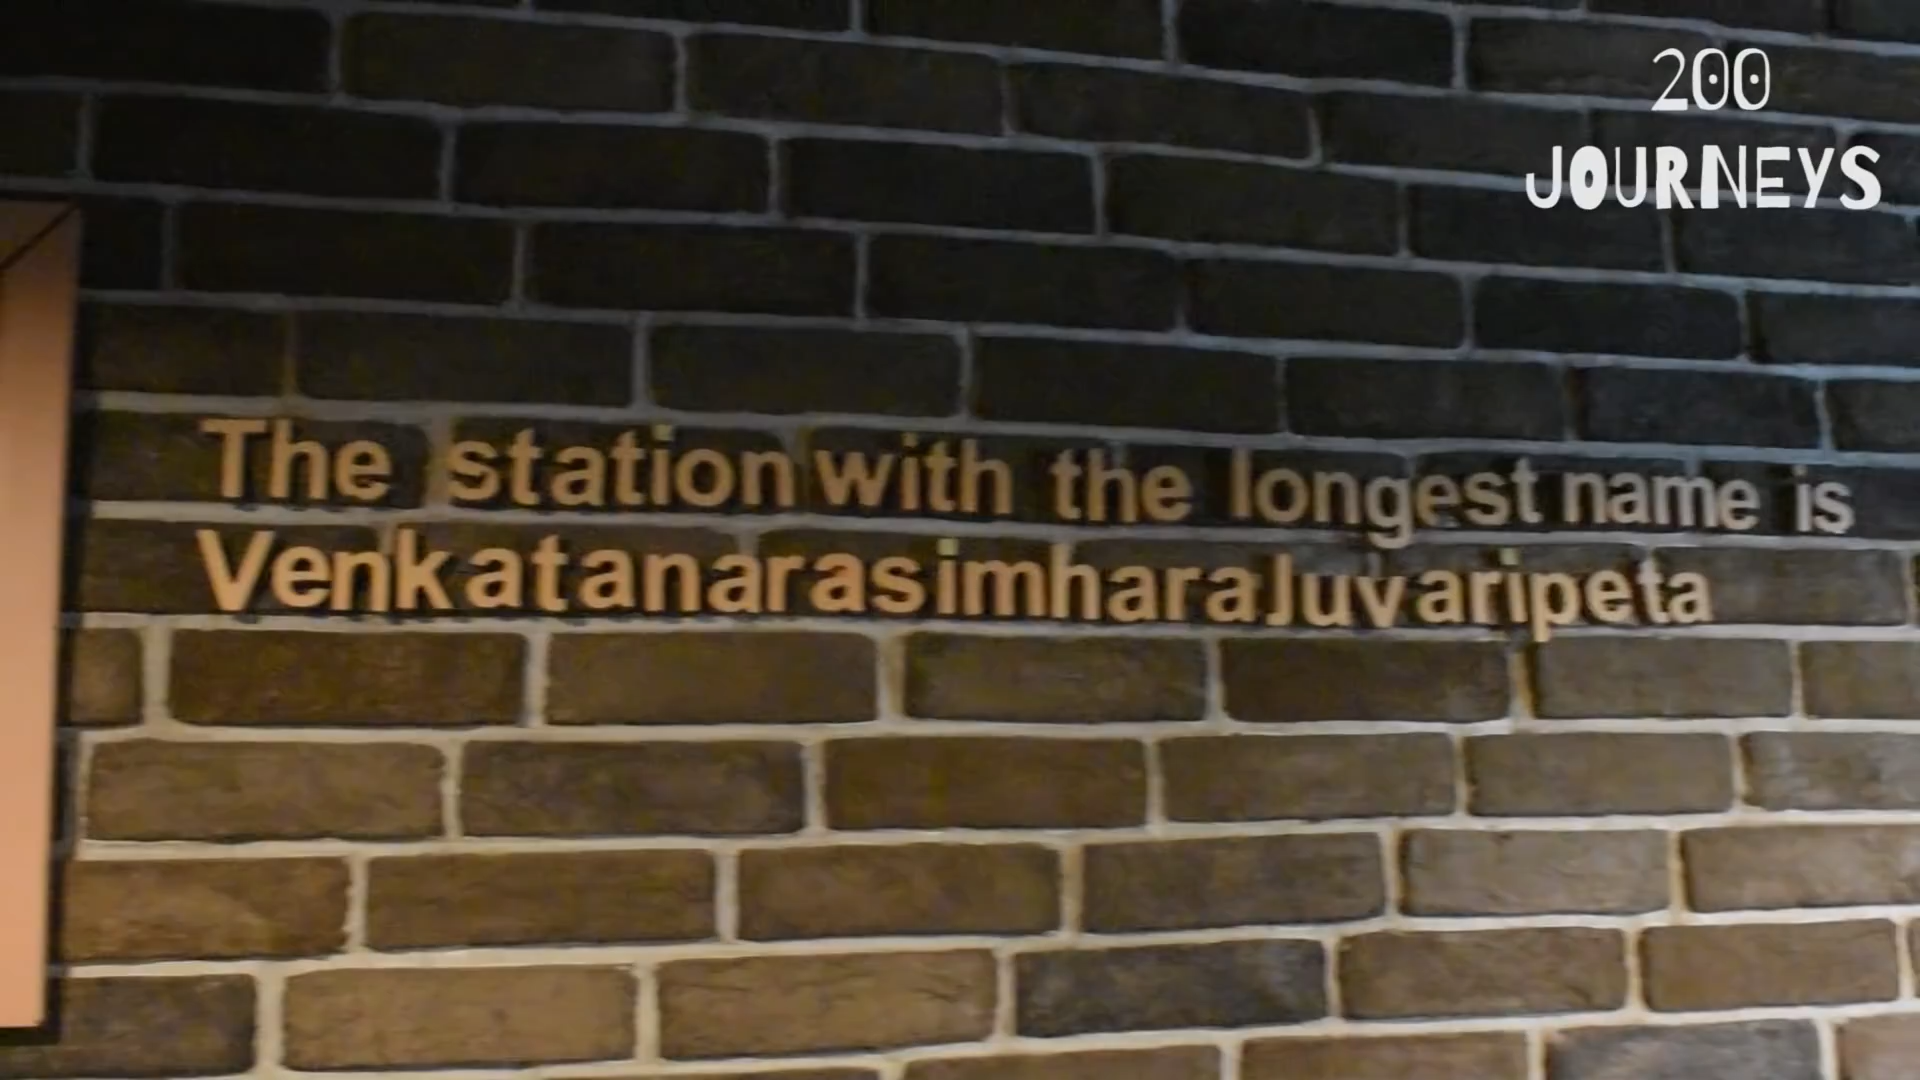 200
JOURNEYS
The station with the longest name is
VenkatanarasimharaJuvaripeta